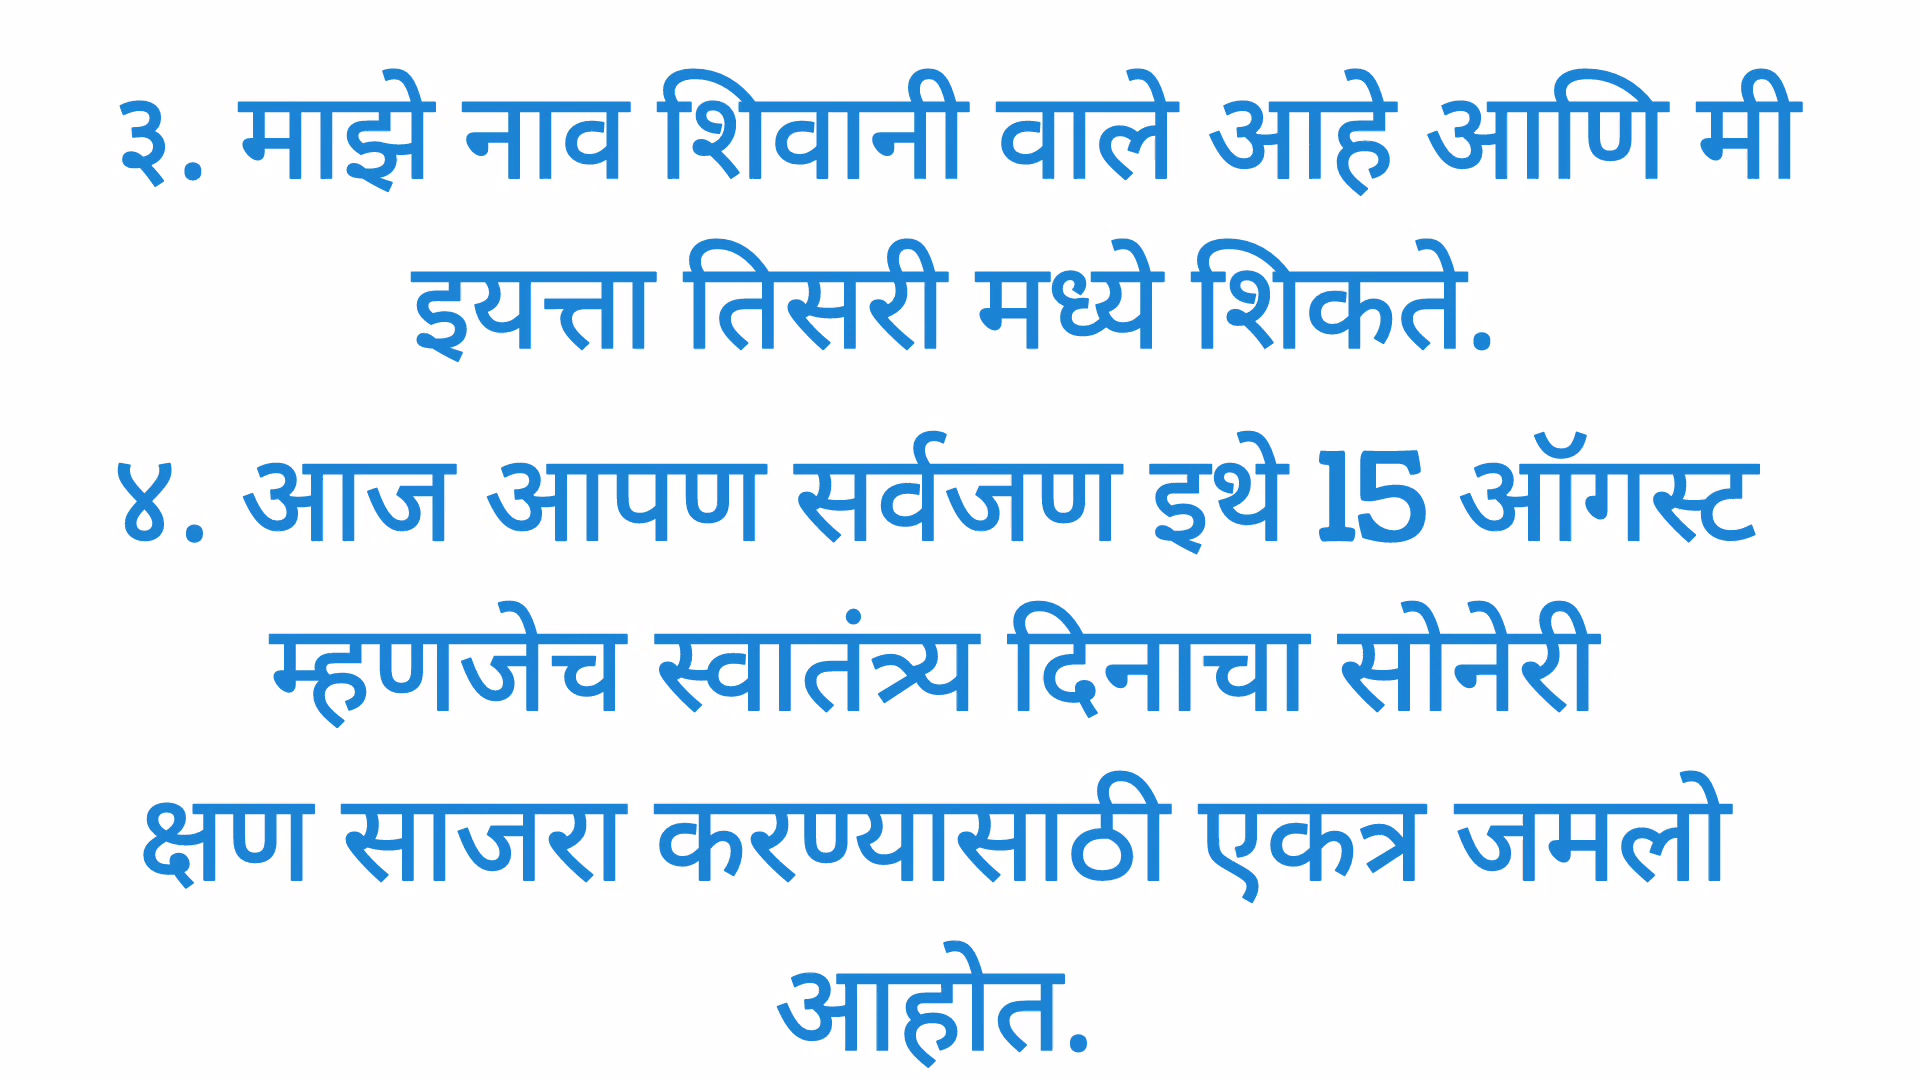 ३. माझे नाव शिवानी वाले आहे आणि मी
इयत्ता तिसरी मध्ये शिकते.
४. आज आपण सर्वजण इथे 15 ऑगस्ट
म्हणजेच स्वातंत्र्य दिनाचा सोनेरी
क्षण साजरा करण्यासाठी एकत्र जमलो
आहोत.